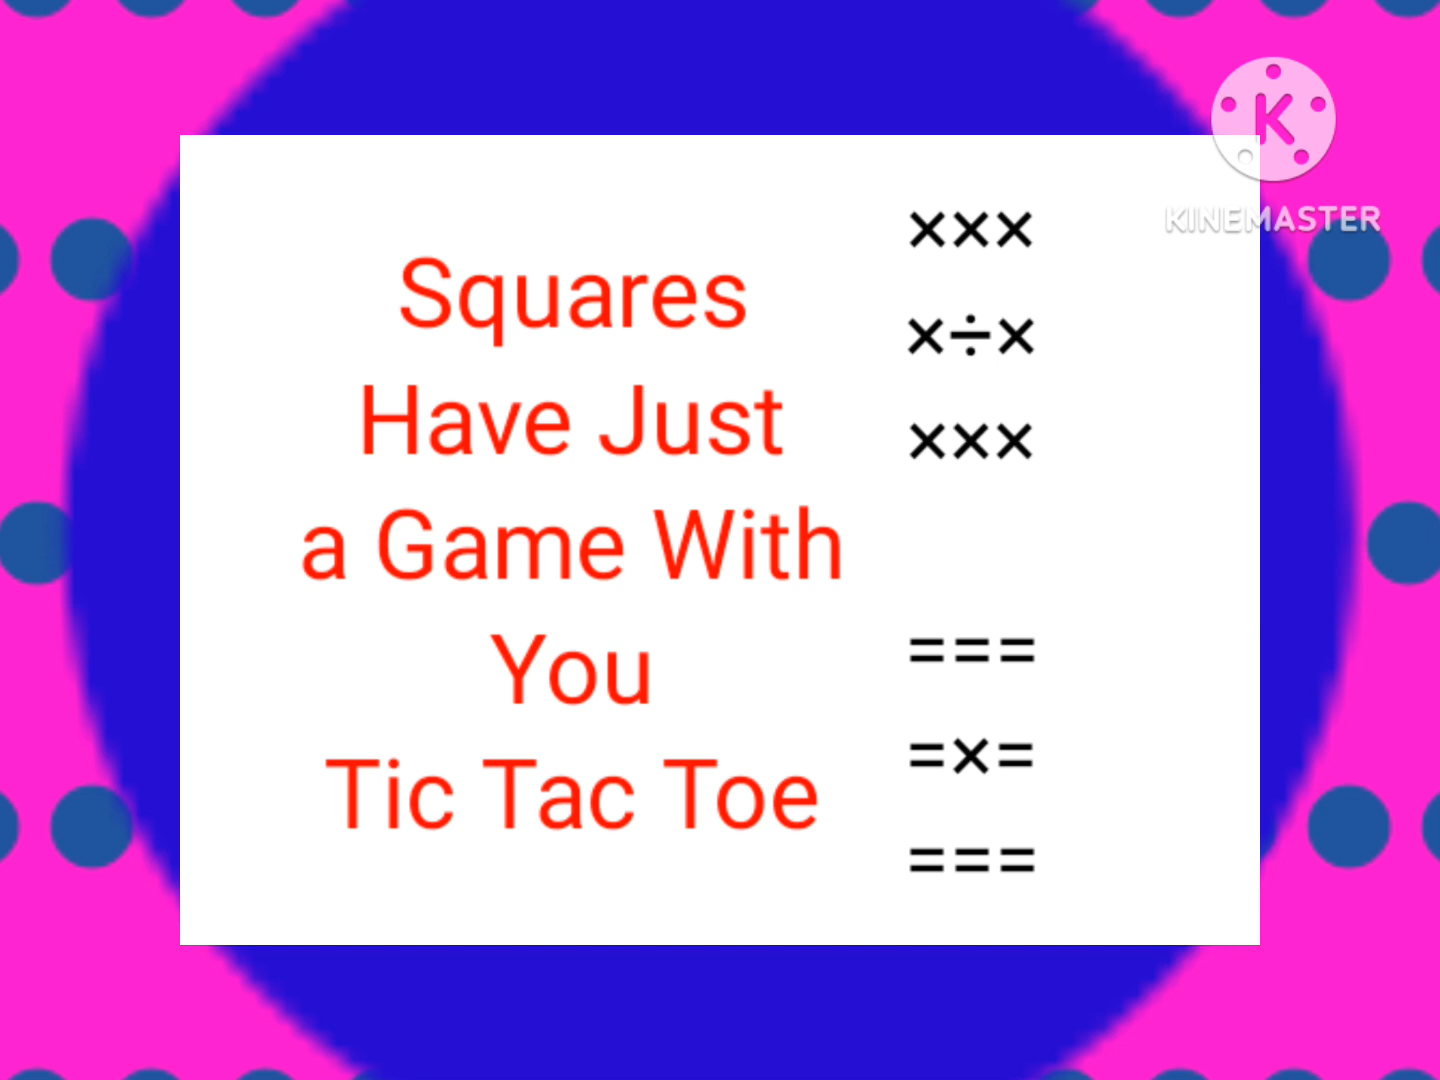 Squares
Have Just
a Game With
You
Tic Tac Toe
×××
×÷×
×××
===
=×=
===
K
KINEMASTER